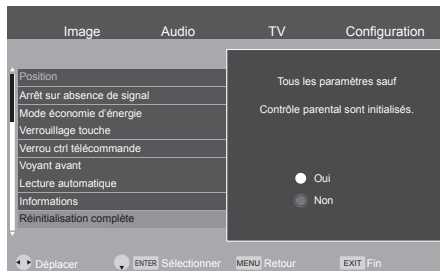 Image Audio TV Configuration
Position
Arrêt sur absence de signal
Mode économie d'énergie
Verrouillage touche
Verrou ctrl télécommande
Voyant avant
Lecture automatique
Informations
Réinitialisation complète
Tous les paramètres sauf
Contrôle parental sont initialisés.
Oui
Non
Déplacer ENTER Sélectionner MENU Retour EXIT Fin